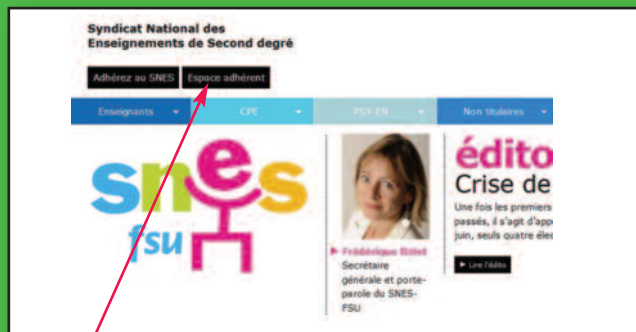 Syndicat National des
Enseignements de Second degré
Adhérez au SNES Espace adhérent
Enseignants CPE PSY-EN Non titulaires
snes
fsu
Frédérique Rolet
Secrétaire
générale et porte-
parole du SNES-
FSU
édito
Crise de
Une fois les premiers
passés, il s'agit d'appr
juin, seuls quatre élec
Lire l'édito